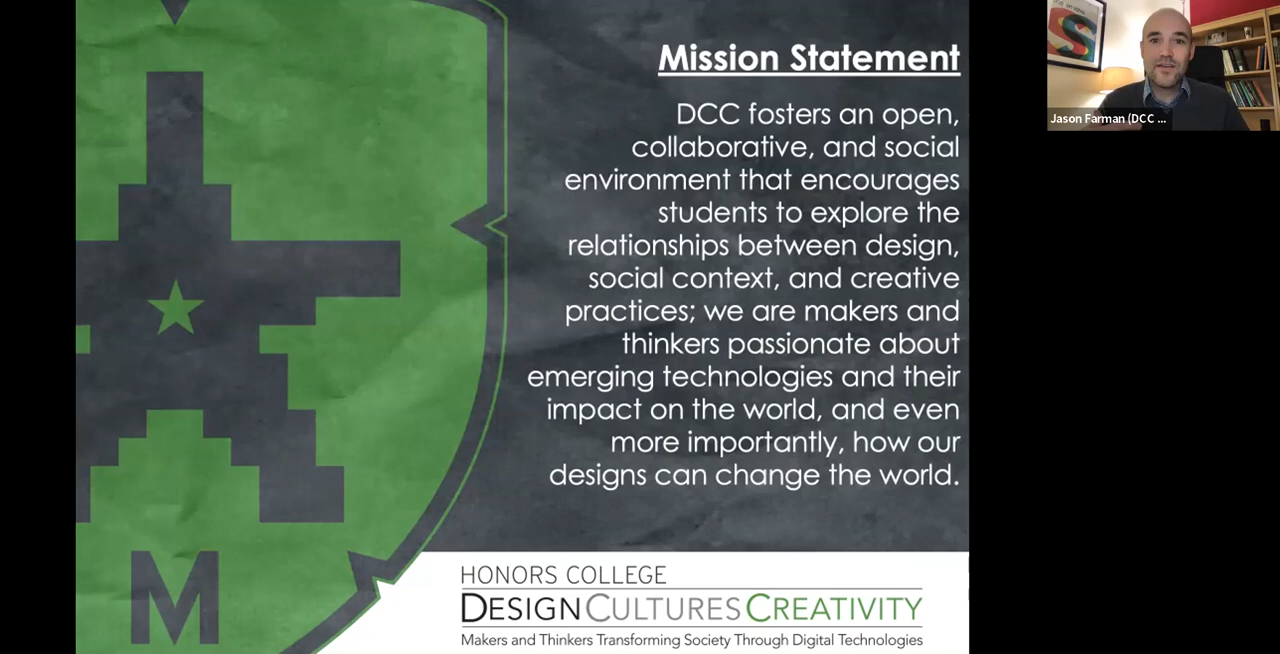 Mission Statement
DCC fosters an open,
collaborative, and social
environment that encourages
students to explore the
relationships between design,
social context, and creative
practices; we are makers and
thinkers passionate about
emerging technologies and their
impact on the world, and even
more importantly, how our
designs can change the world.
M
HONORS COLLEGE
DESIGNCULTURESCREATIVITY
Makers and Thinkers Transforming Society Through Digital Technologies
S
Jason Farman (DCC ...